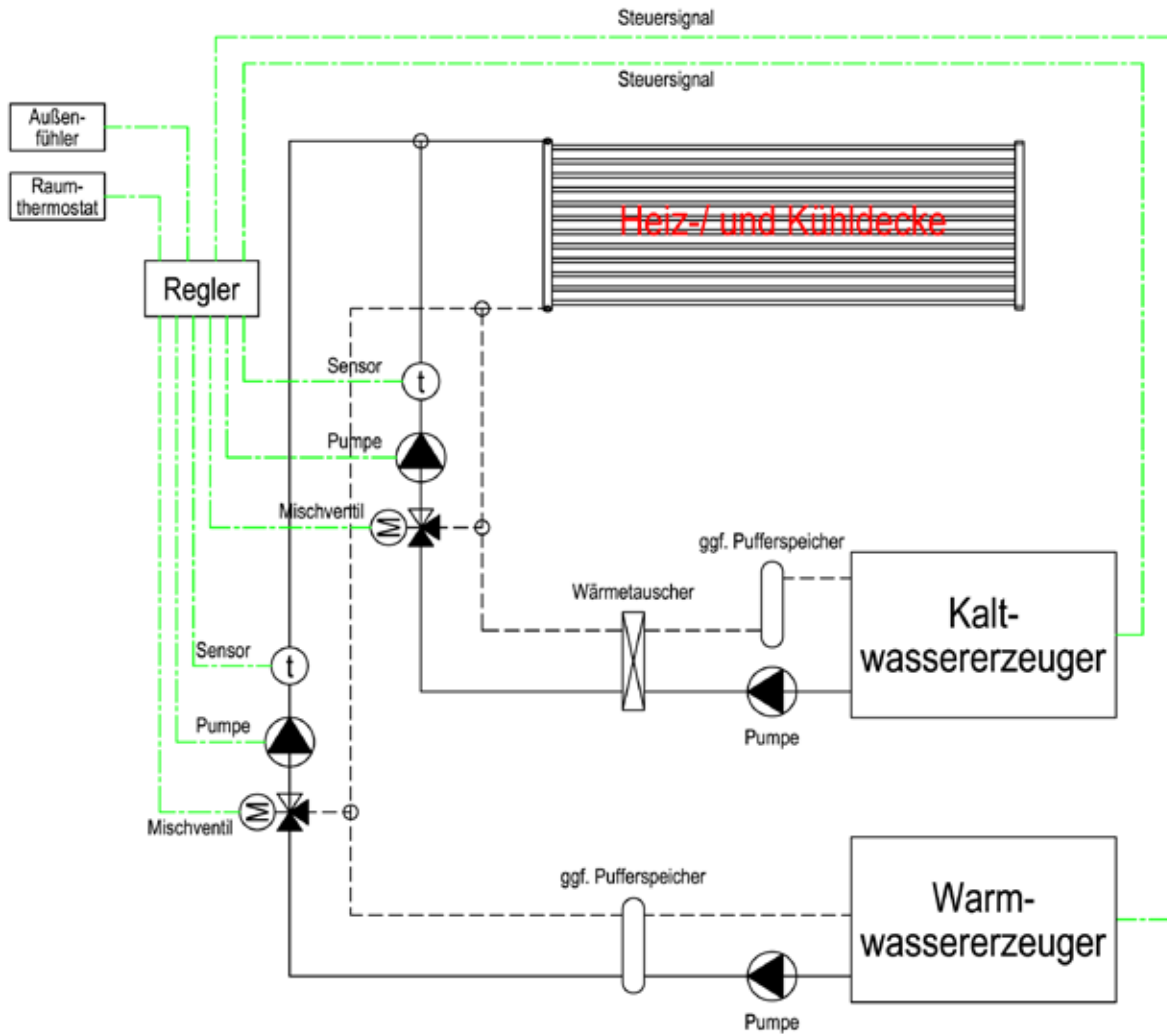 Steuersignal
Steuersignal
Außen-
fühler
Raum-
thermostat
Heiz-/ und Kühldecke
Regler
Sensor
t
Pumpe
Mischventil
M
ggf. Pufferspeicher
Wärmetauscher
Kalt-
wassererzeuger
Sensor
t
Pumpe
Pumpe
M
Mischventil
ggf. Pufferspeicher
Warm-
wassererzeuger
Pumpe